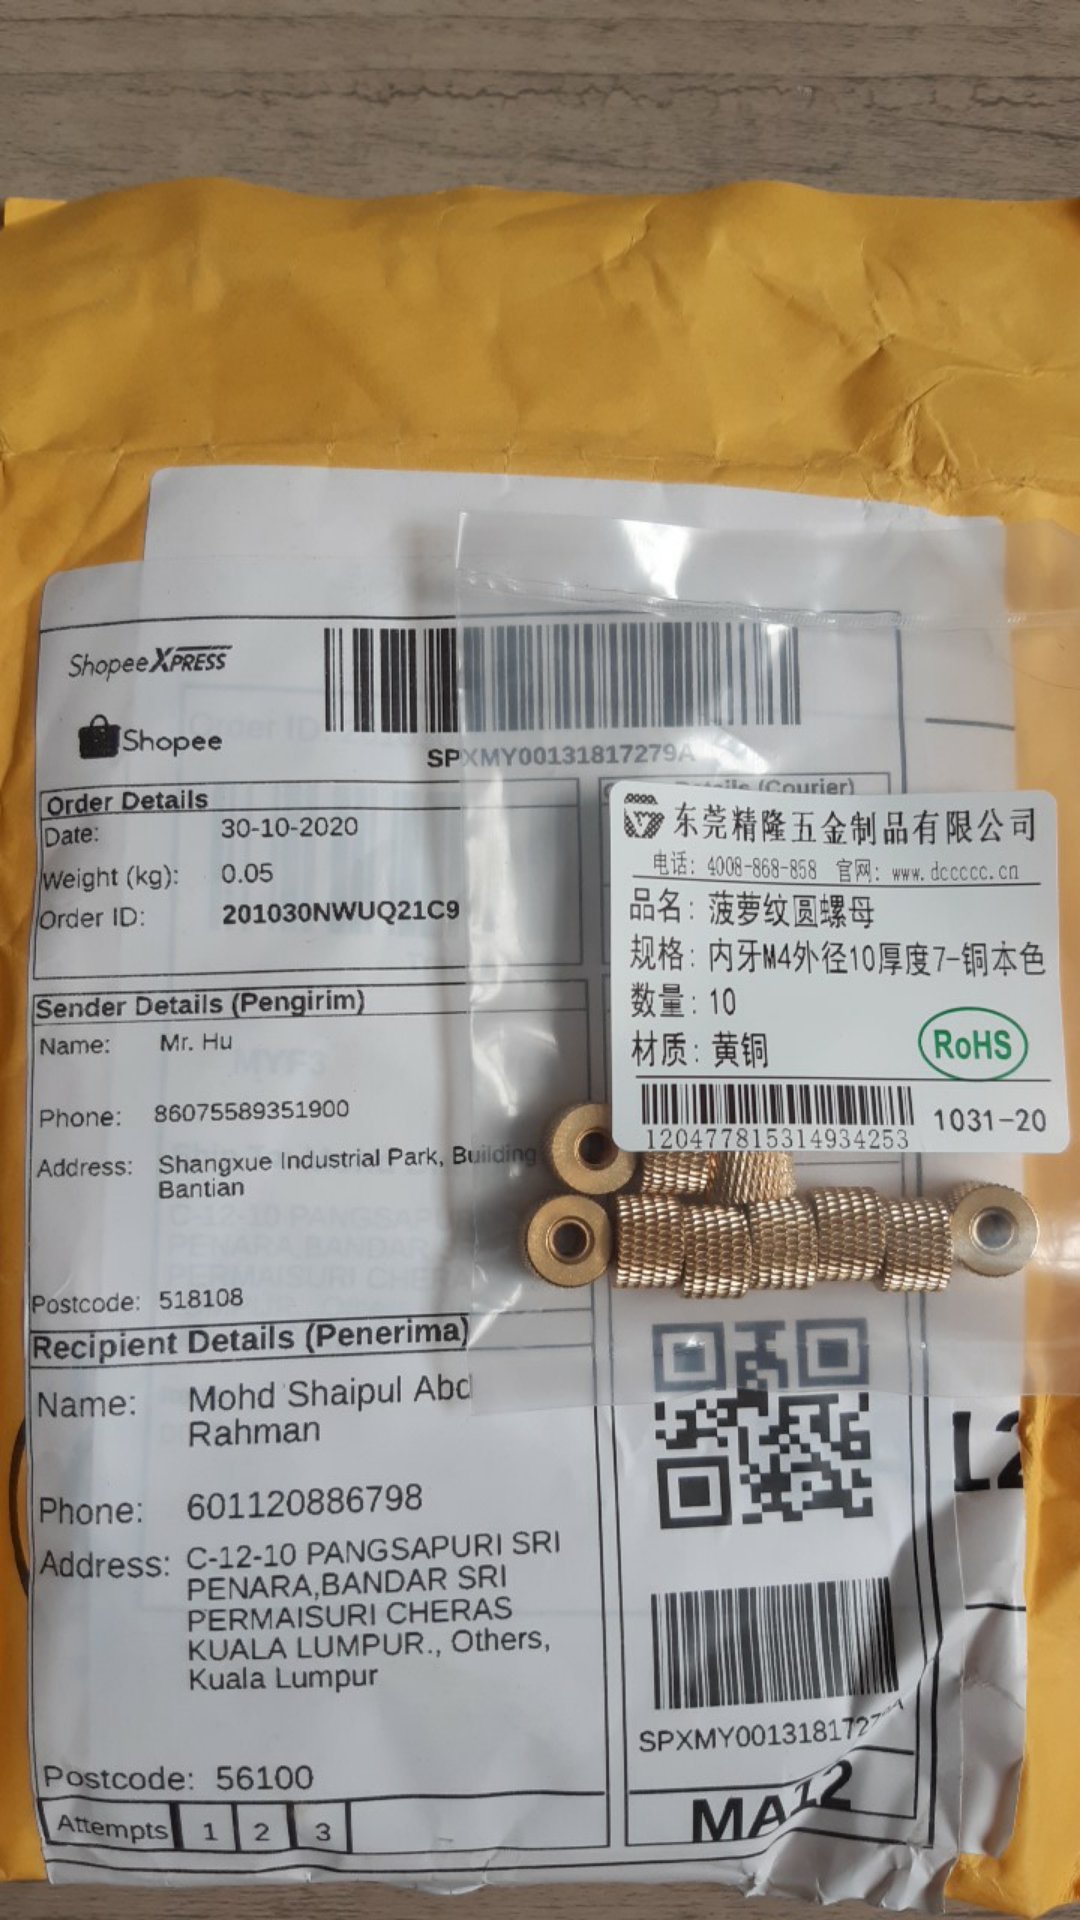 ShopeeXPRESS
Shopee
SPXMY00131817279A
Order Details
Date: 30-10-2020
Weight (kg): 0.05
Order ID: 201030NWUQ21C9
Details (Courier)
东莞精隆五金制品有限公司
电话: 4008-868-858 官网: www.dccccc.cn
品名: 菠萝纹圆螺母
规格: 内牙M4外径10厚度7-铜本色
数量: 10
材质: 黄铜
RoHS
120477815314934253
1031-20
Sender Details (Pengirim)
Name: Mr. Hu
Phone: 86075589351900
Address: Shangxue Industrial Park, Building
Bantian
Postcode: 518108
Recipient Details (Penerima)
Name: Mohd Shaipul Abd
Rahman
Phone: 601120886798
Address: C-12-10 PANGSAPURI SRI
PENARA,BANDAR SRI
PERMAISURI CHERAS
KUALA LUMPUR., Others,
Kuala Lumpur
Postcode: 56100
Attempts 1 2 3
SPXMY00131817279A
MA12